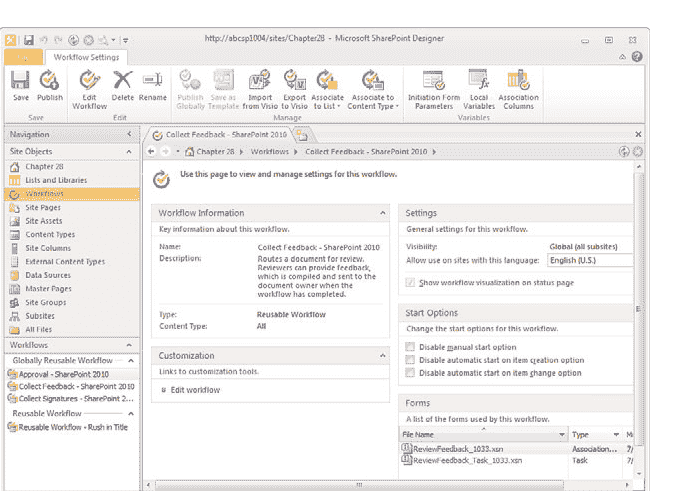 http://abcsp1004/sites/Chapter28 - Microsoft SharePoint Designer
Workflow Settings
Save Publish Edit Workflow Delete Rename Publish Globally Save as Template Import from Visio Export to Visio Associate to List Associate to Content Type Initiation Form Parameters Local Variables Association Columns
Save Edit Manage Variables
Navigation
Site Objects
Chapter 28
Lists and Libraries
Workflows
Site Pages
Site Assets
Content Types
Site Columns
External Content Types
Data Sources
Master Pages
Site Groups
Subsites
All Files
Workflows
Globally Reusable Workflow
Approval - SharePoint 2010
Collect Feedback - SharePoint 2010
Collect Signatures - SharePoint 2...
Reusable Workflow
Reusable Workflow - Rush in Title
Collect Feedback - SharePoint 2010
Chapter 28 Workflows Collect Feedback - SharePoint 2010
Use this page to view and manage settings for this workflow.
Workflow Information
Key information about this workflow.
Name: Collect Feedback - SharePoint 2010
Description: Routes a document for review.
Reviewers can provide feedback,
which is compiled and sent to the
document owner when the
workflow has completed.
Type: Reusable Workflow
Content Type: All
Customization
Links to customization tools.
Edit workflow
Settings
General settings for this workflow.
Visibility: Global (all subsites)
Allow use on sites with this language: English (U.S.)
Show workflow visualization on status page
Start Options
Change the start options for this workflow.
Disable manual start option
Disable automatic start on item creation option
Disable automatic start on item change option
Forms
A list of the forms used by this workflow.
File Name Type M
ReviewFeedback_1033.xsn Association... 7/
ReviewFeedback_Task_1033.xsn Task 7/